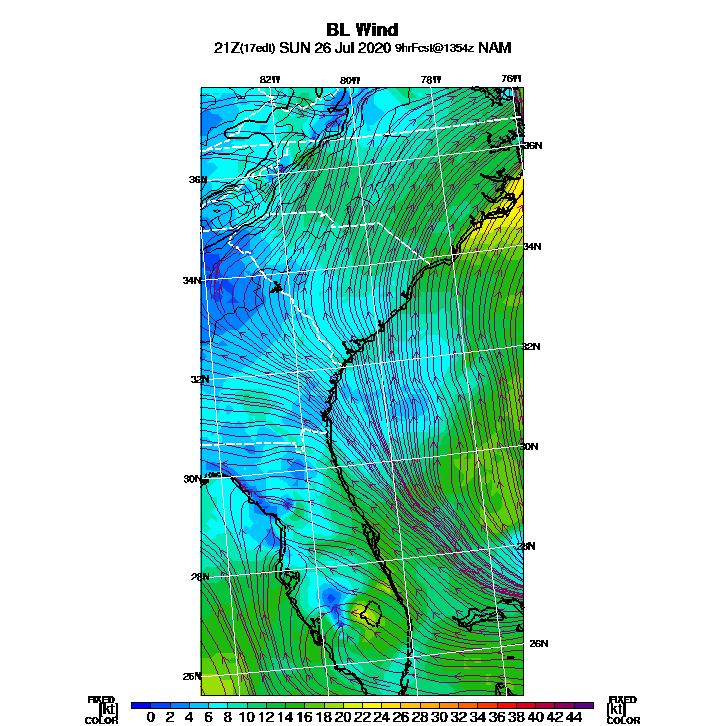 BL Wind
21Z(17edt) SUN 26 Jul 2020 9hrFcst@1354z NAM
82W 80W 78W 76W
36N
36N
34N
34N
32N
32N
30N
30N
28N
28N
26N
26N
FIXED FIXED
[kt] 0 2 4 6 8 10 12 14 16 18 20 22 24 26 28 30 32 34 36 38 40 42 44 [kt]
COLOR COLOR